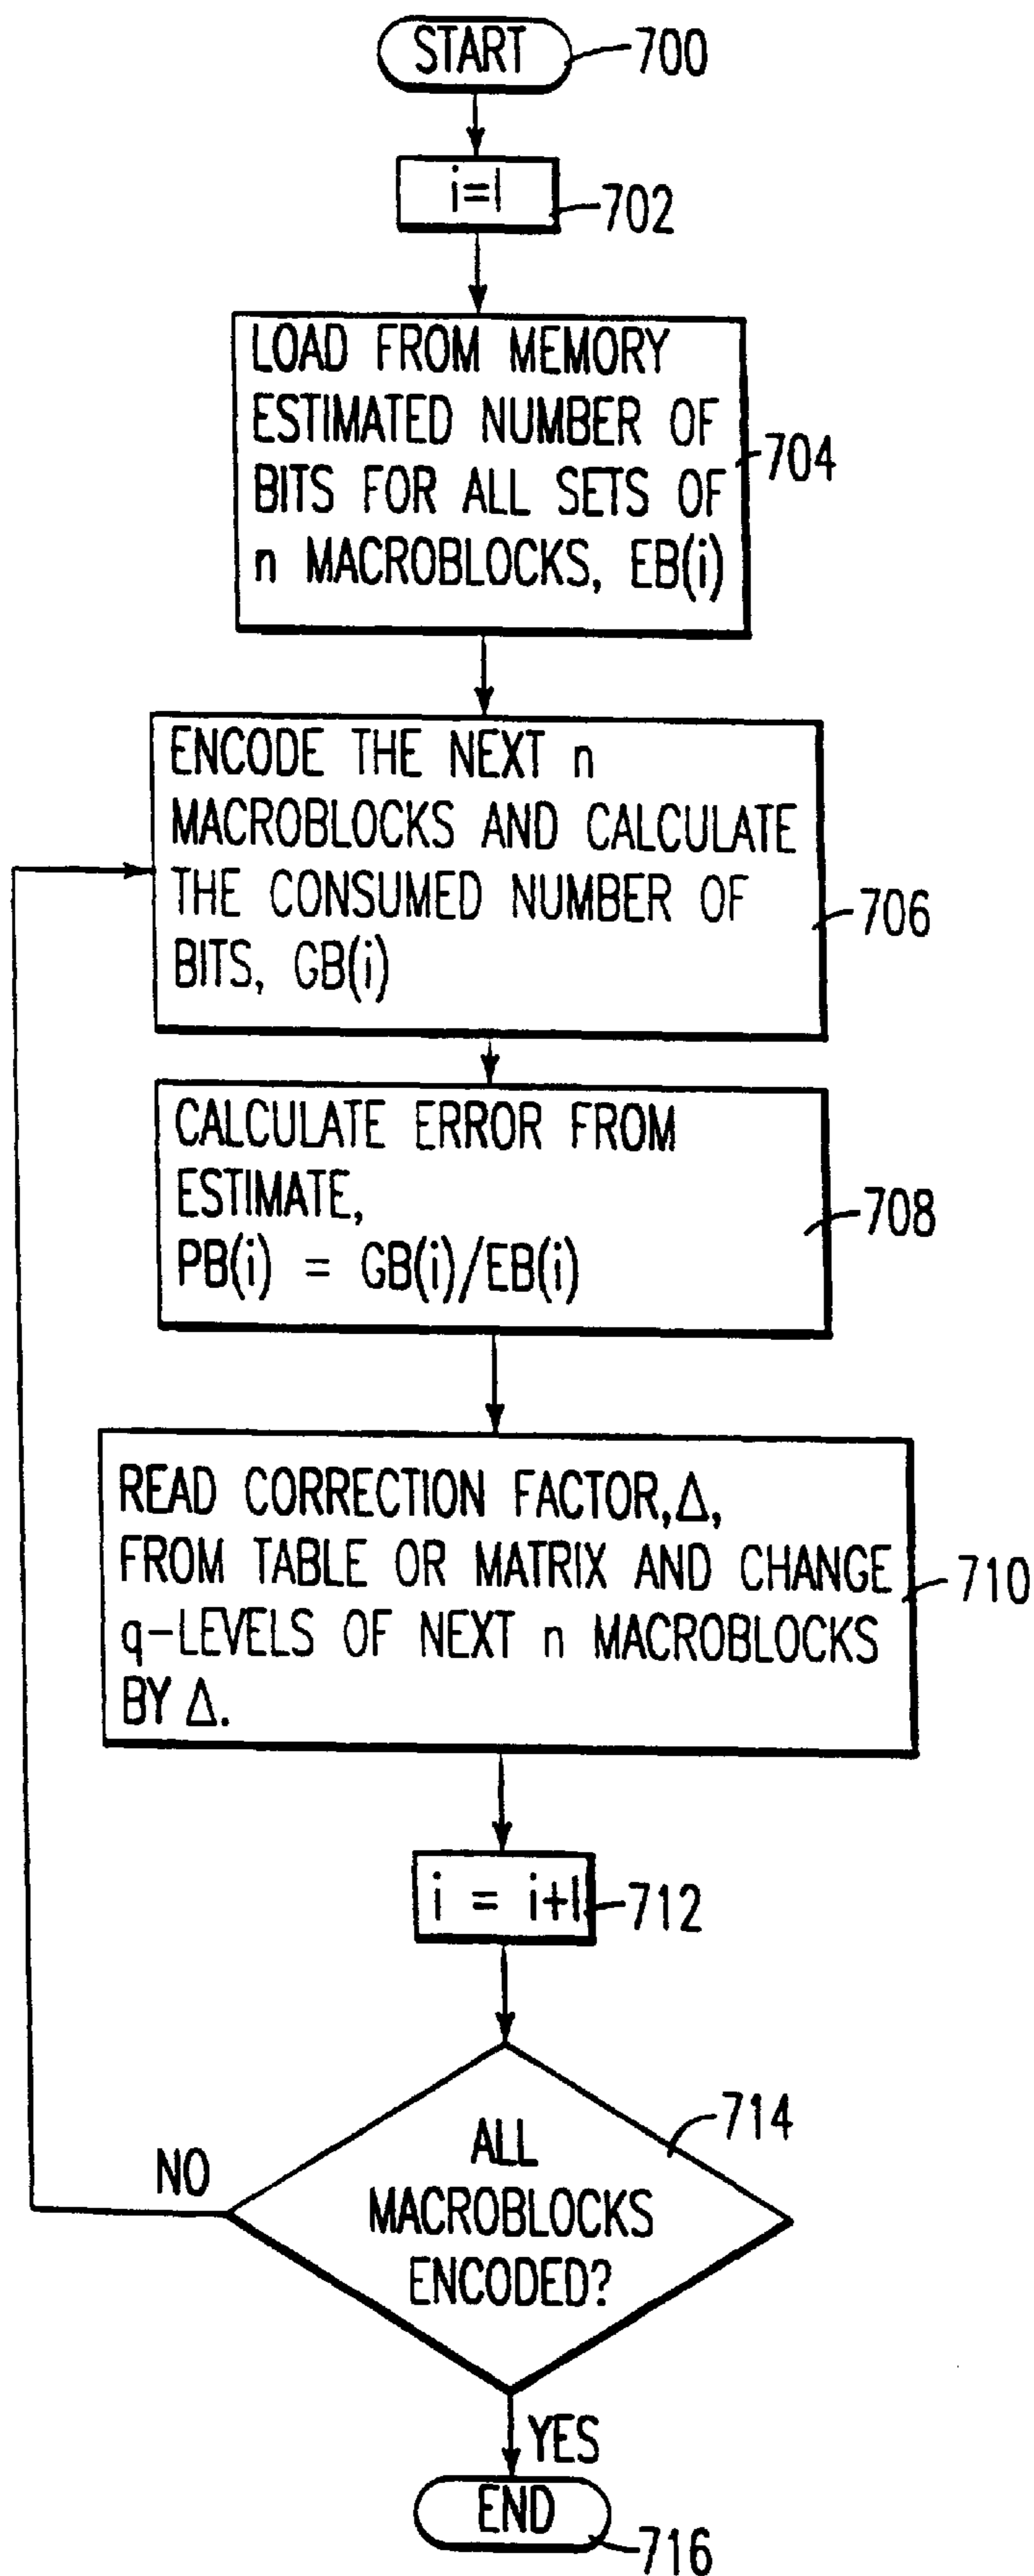 START
700
i=1
702
LOAD FROM MEMORY
ESTIMATED NUMBER OF
BITS FOR ALL SETS OF
n MACROBLOCKS, EB(i)
704
ENCODE THE NEXT n
MACROBLOCKS AND CALCULATE
THE CONSUMED NUMBER OF
BITS, GB(i)
706
CALCULATE ERROR FROM
ESTIMATE,
PB(i) = GB(i)/EB(i)
708
READ CORRECTION FACTOR,Δ,
FROM TABLE OR MATRIX AND CHANGE
q-LEVELS OF NEXT n MACROBLOCKS
BY Δ.
710
i = i+1
712
ALL
MACROBLOCKS
ENCODED?
714
NO
YES
END
716